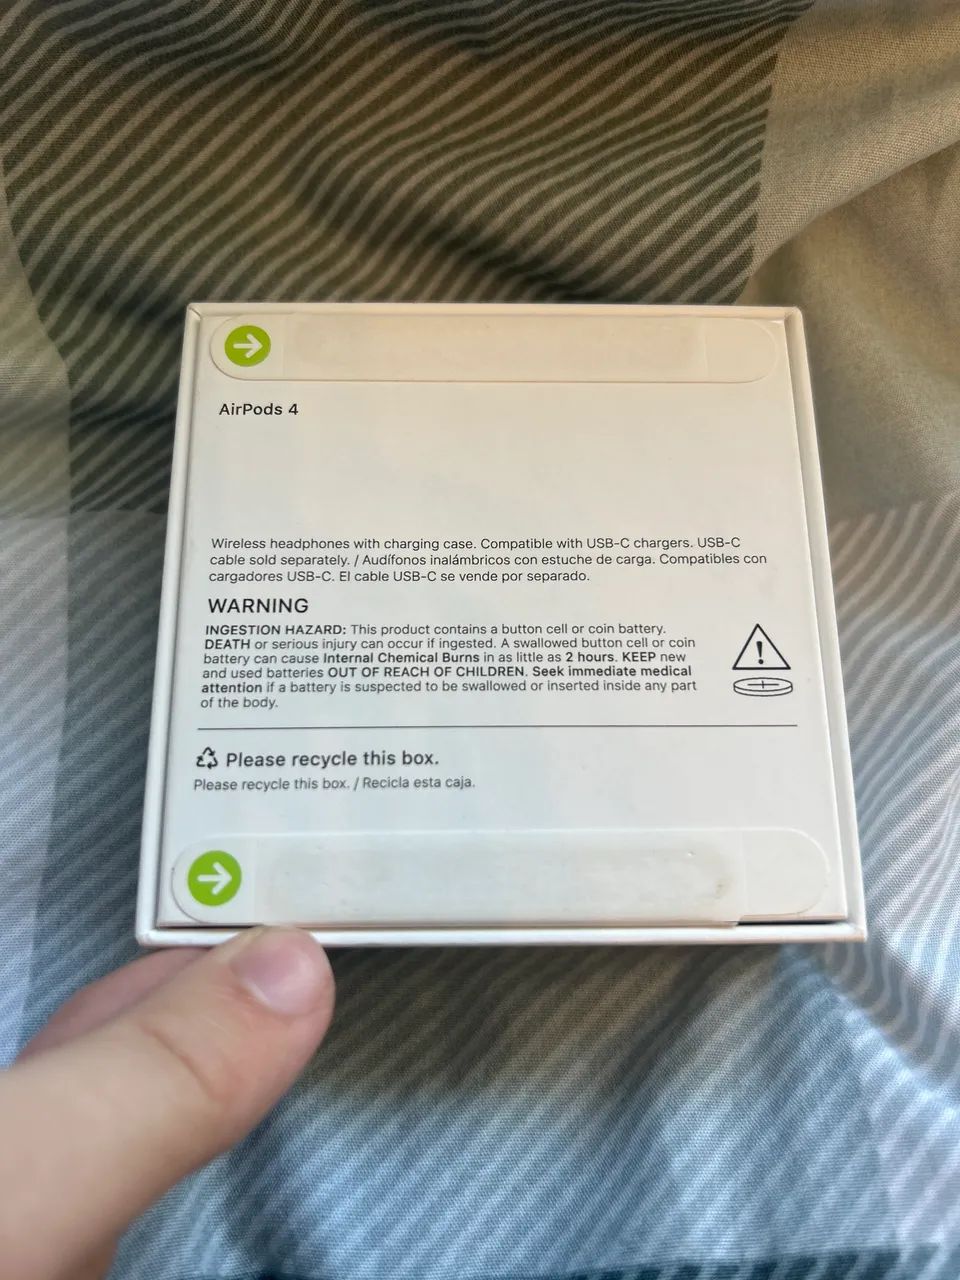 AirPods 4
Wireless headphones with charging case. Compatible with USB-C chargers. USB-C
cable sold separately. / Audífonos inalámbricos con estuche de carga. Compatibles con
cargadores USB-C. El cable USB-C se vende por separado.
WARNING
INGESTION HAZARD: This product contains a button cell or coin battery.
DEATH or serious injury can occur if ingested. A swallowed button cell or coin
battery can cause Internal Chemical Burns in as little as 2 hours. KEEP new
and used batteries OUT OF REACH OF CHILDREN. Seek immediate medical
attention if a battery is suspected to be swallowed or inserted inside any part
of the body.
Please recycle this box.
Please recycle this box. / Recicla esta caja.